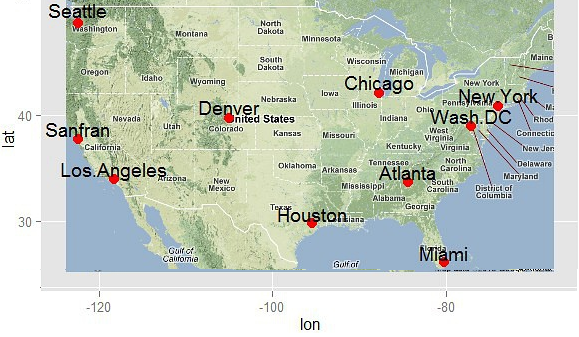 Seattle
Washington
Montana
North
Dakota
Minnesota
Maine
Oregon
Idaho
Wyoming
South
Dakota
Wisconsin
Michigan
Chicago
New York
New.York
Denver
United States
Nebraska
Iowa
Illinois
Indiana
Ohio
Pennsylvania
Wash.DC
40
lat
Sanfran
California
Nevada
Utah
Colorado
Kansas
Missouri
West
Virginia
Virginia
Kentucky
Connectic
New Jers
Delaware
Maryland
District of
Columbia
Los.Angeles
Arizona
New
Mexico
Oklahoma
Arkansas
Tennessee
North
Carolina
Atlanta
South
Carolina
Mississippi
Alabama
Georgia
30
Texas
Houston
Louisiana
Florida
Miami
Gulf of
California
Gulf of
-120
-100
-80
lon